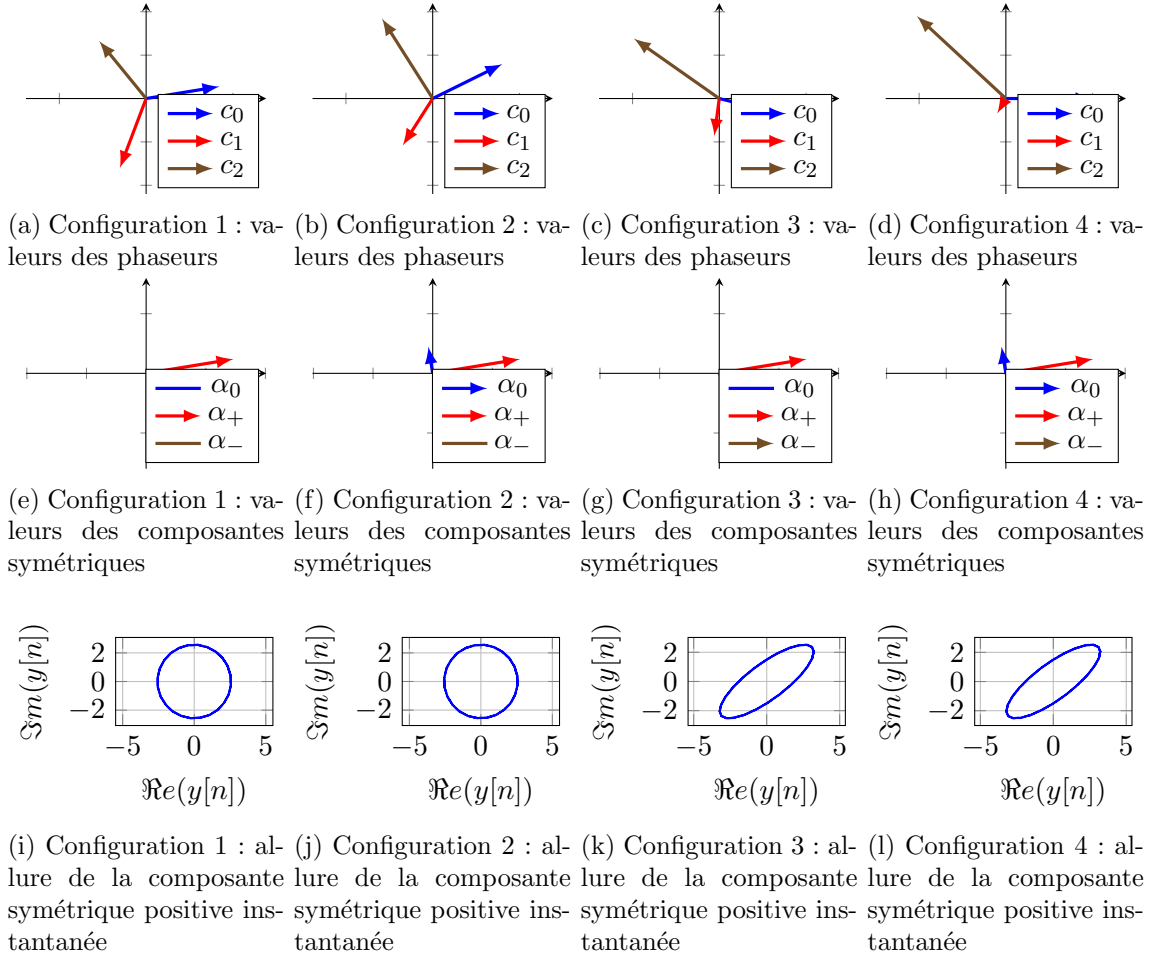 c0
c1
c2
c0
c1
c2
c0
c1
c2
c0
c1
c2
(a) Configuration 1 : va-
leurs des phaseurs
(b) Configuration 2 : va-
leurs des phaseurs
(c) Configuration 3 : va-
leurs des phaseurs
(d) Configuration 4 : va-
leurs des phaseurs
α0
α+
α−
α0
α+
α−
α0
α+
α−
α0
α+
α−
(e) Configuration 1 : va-
leurs des composantes
symétriques
(f) Configuration 2 : va-
leurs des composantes
symétriques
(g) Configuration 3 : va-
leurs des composantes
symétriques
(h) Configuration 4 : va-
leurs des composantes
symétriques
ℑm(y[n])
2
0
−2
−5 0 5
ℜe(y[n])
ℑm(y[n])
2
0
−2
−5 0 5
ℜe(y[n])
ℑm(y[n])
2
0
−2
−5 0 5
ℜe(y[n])
ℑm(y[n])
2
0
−2
−5 0 5
ℜe(y[n])
(i) Configuration 1 : al-
lure de la composante
symétrique positive ins-
tantanée
(j) Configuration 2 : al-
lure de la composante
symétrique positive ins-
tantanée
(k) Configuration 3 : al-
lure de la composante
symétrique positive ins-
tantanée
(l) Configuration 4 : al-
lure de la composante
symétrique positive ins-
tantanée